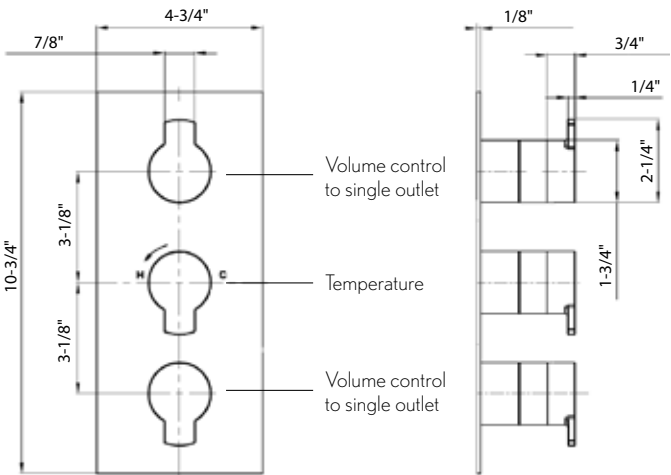 4-3/4"
7/8"
10-3/4"
3-1/8"
3-1/8"
H
C
Volume control
to single outlet
Temperature
Volume control
to single outlet
1/8"
3/4"
1/4"
2-1/4"
1-3/4"